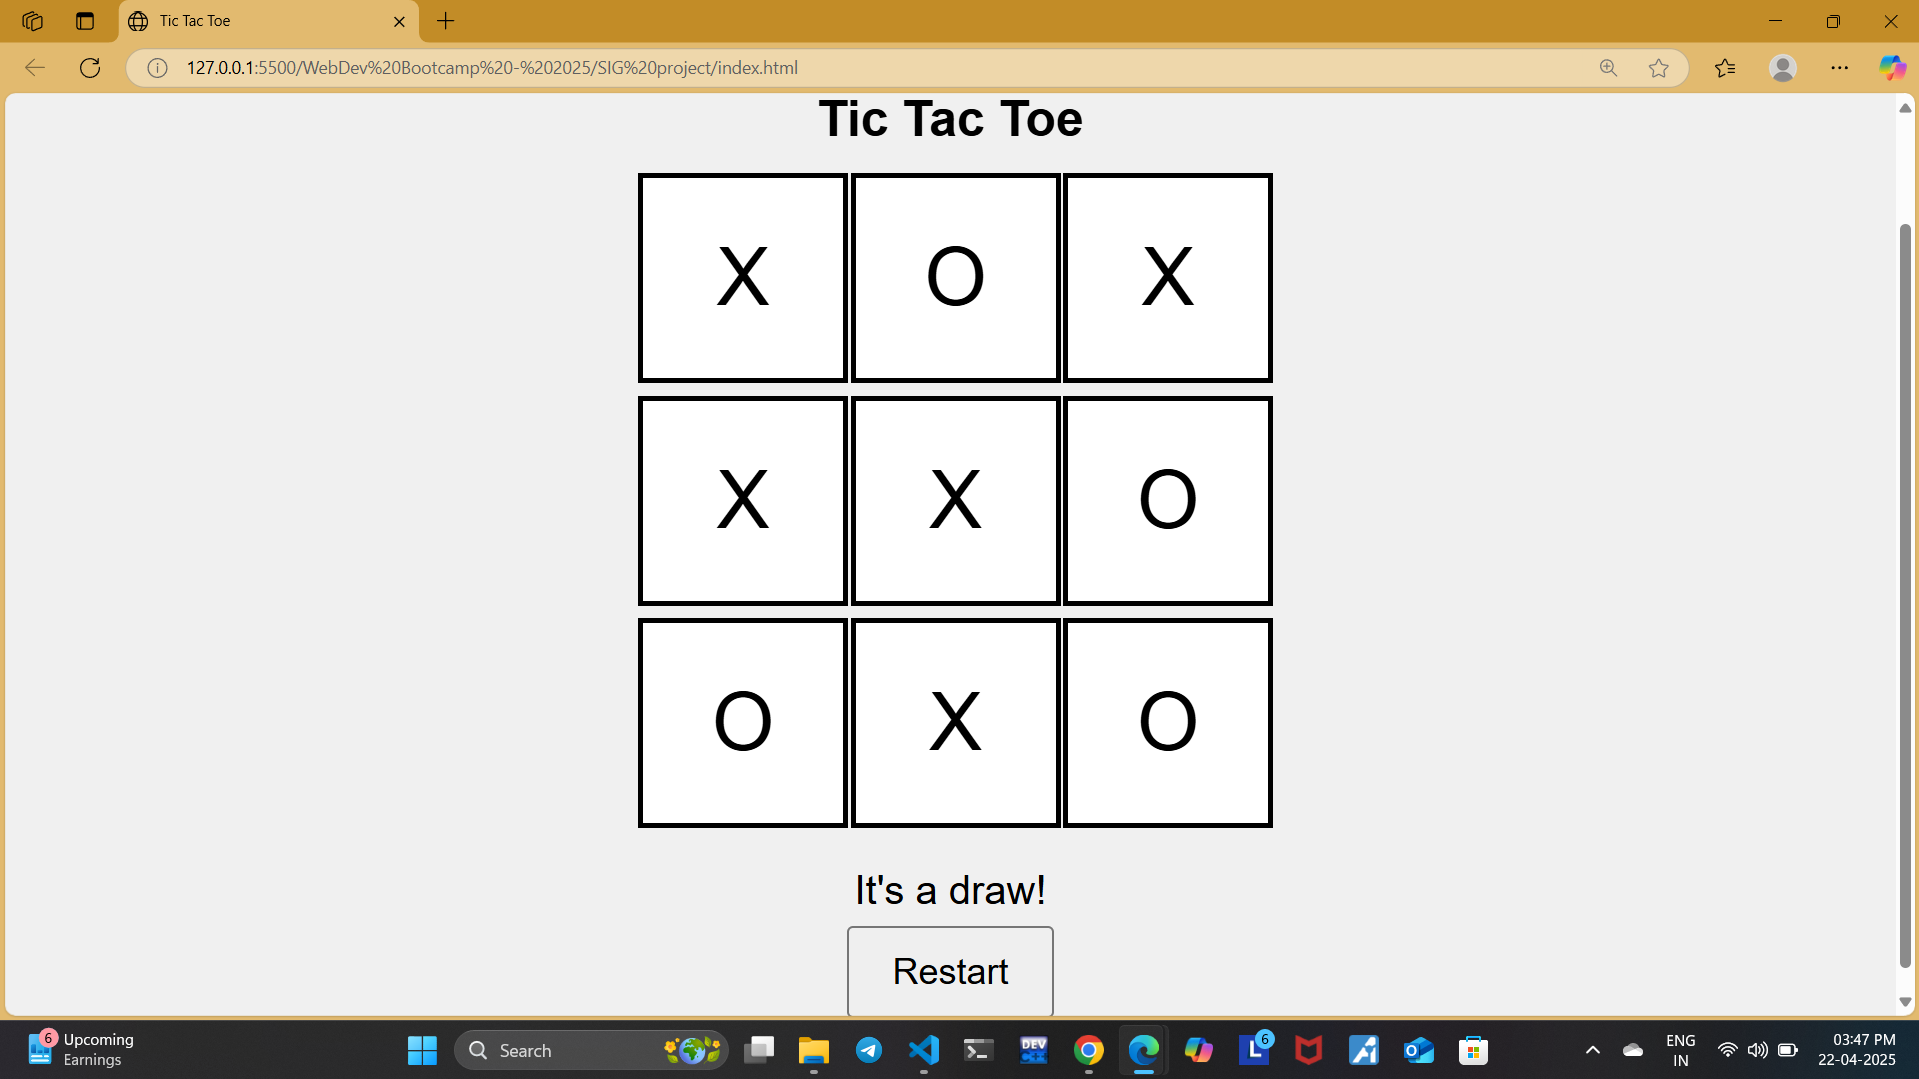 Tic Tac Toe
127.0.0.1:5500/WebDev%20Bootcamp%20-%202025/SIG%20project/index.html
Tic Tac Toe
X O X
X X O
O X O
It's a draw!
Restart
6 Upcoming
Earnings
Search
DEV
C++
L 6
ENG
IN
03:47 PM
22-04-2025